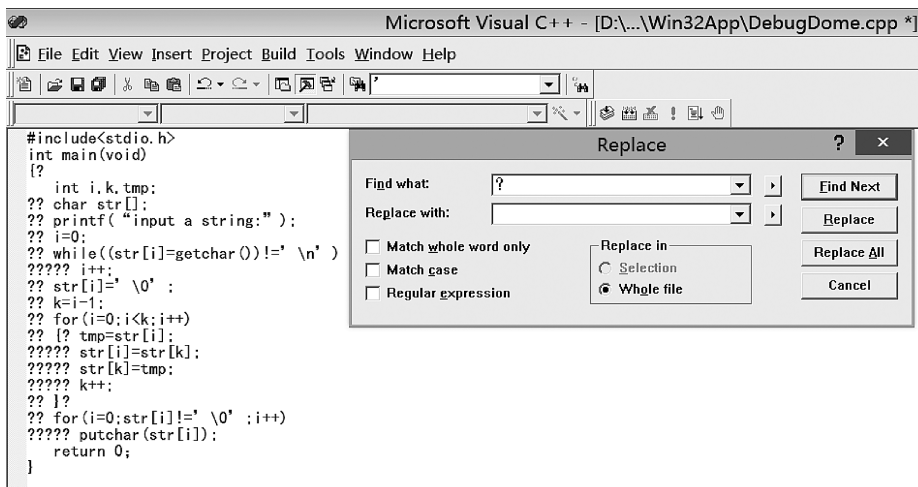 Microsoft Visual C++ - [D:\...\Win32App\DebugDome.cpp *]
File Edit View Insert Project Build Tools Window Help
'
#include<stdio.h>
int main(void)
{?
int i,k,tmp;
?? char str[];
?? printf(“input a string:”);
?? i=0;
?? while((str[i]=getchar())!=’\n’)
????? i++;
?? str[i]=’\0’;
?? k=i-1;
?? for(i=0;i<k;i++)
?? {? tmp=str[i];
????? str[i]=str[k];
????? str[k]=tmp;
????? k++;
?? }?
?? for(i=0;str[i]!=’\0’;i++)
????? putchar(str[i]);
return 0;
}
Replace ? ×
Find what: ?
Replace with:
Match whole word only
Match case
Regular expression
Replace in
Selection
Whole file
Find Next
Replace
Replace All
Cancel